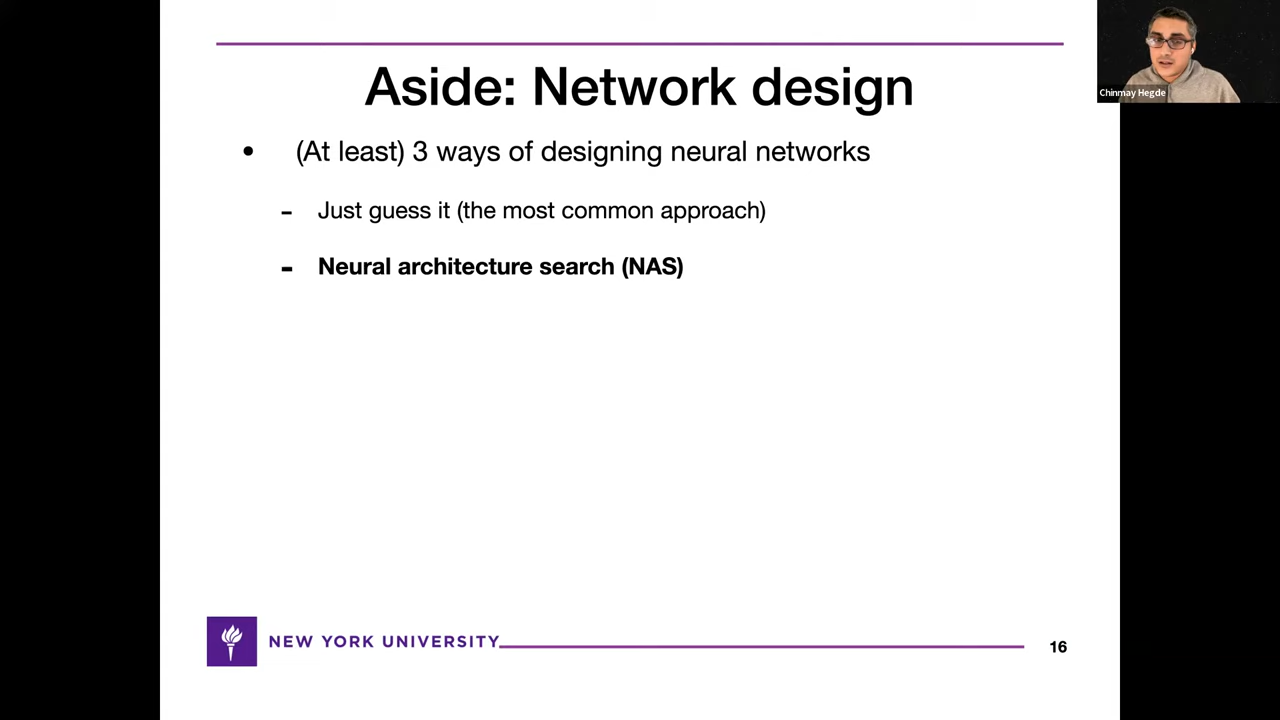 Aside: Network design
Chinmay Hegde
• (At least) 3 ways of designing neural networks
- Just guess it (the most common approach)
- Neural architecture search (NAS)
NEW YORK UNIVERSITY
16